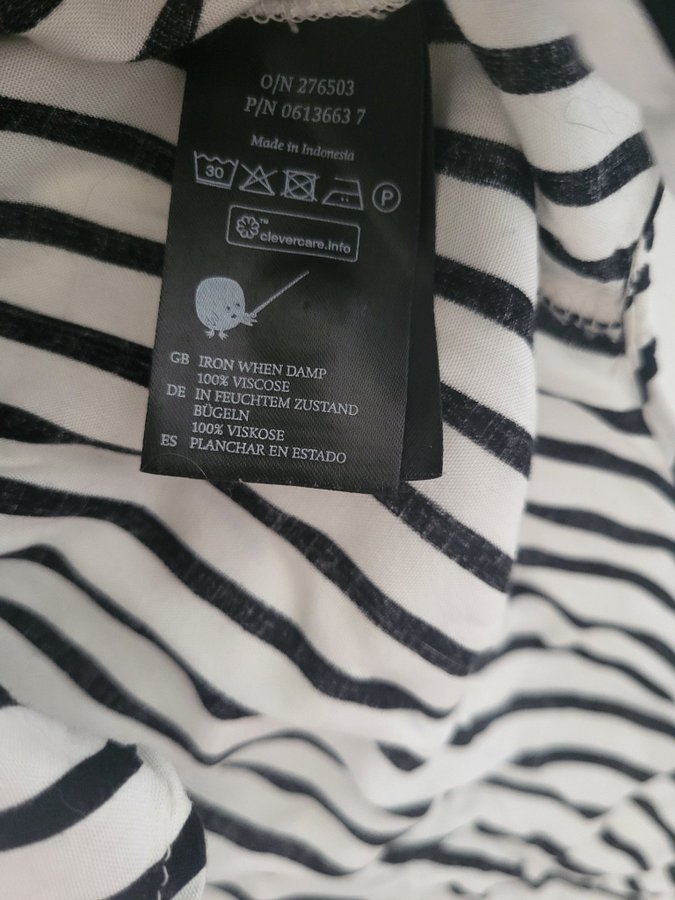 O/N 276503
P/N 0613663 7
Made in Indonesia
30 P
™
clevercare.info
GB IRON WHEN DAMP
100% VISCOSE
DE IN FEUCHTEM ZUSTAND
BÜGELN
100% VISKOSE
ES PLANCHAR EN ESTADO